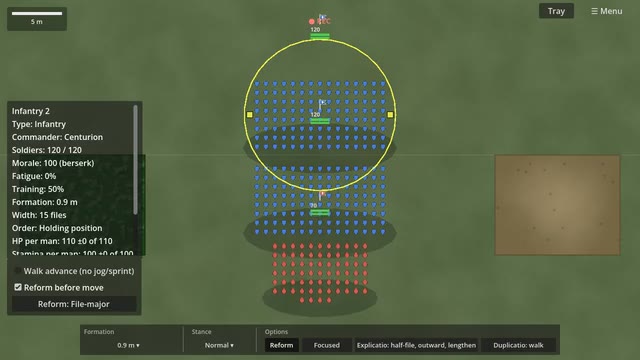 5 m
REC
120
Tray
☰ Menu
120
70
Infantry 2
Type: Infantry
Commander: Centurion
Soldiers: 120 / 120
Morale: 100 (berserk)
Fatigue: 0%
Training: 50%
Formation: 0.9 m
Width: 15 files
Order: Holding position
HP per man: 110 ±0 of 110
Stamina per man: 100 ±0 of 100
Walk advance (no jog/sprint)
Reform before move
Reform: File-major
Formation
0.9 m ▾
Stance
Normal ▾
Options
Reform
Focused
Explicatio: half-file, outward, lengthen
Duplicatio: walk